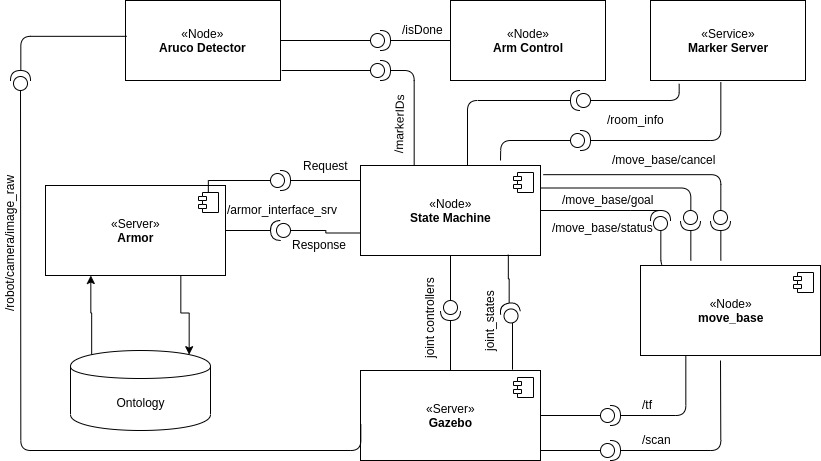 «Node»
Aruco Detector
/isDone
«Node»
Arm Control
«Service»
Marker Server
/markerIDs
/room_info
/move_base/cancel
Request
«Node»
State Machine
/move_base/goal
/move_base/status
/robot/camera/image_raw
«Server»
Armor
/armor_interface_srv
Response
joint controllers
joint_states
«Node»
move_base
Ontology
«Server»
Gazebo
/tf
/scan